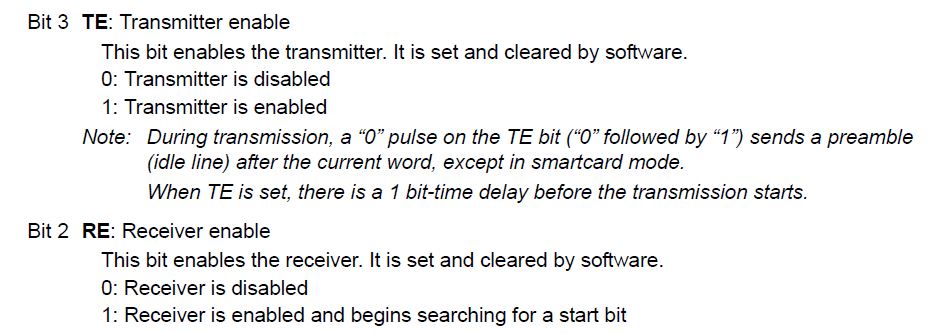 Bit 3 TE: Transmitter enable
This bit enables the transmitter. It is set and cleared by software.
0: Transmitter is disabled
1: Transmitter is enabled
Note: During transmission, a “0” pulse on the TE bit (“0” followed by “1”) sends a preamble
(idle line) after the current word, except in smartcard mode.
When TE is set, there is a 1 bit-time delay before the transmission starts.
Bit 2 RE: Receiver enable
This bit enables the receiver. It is set and cleared by software.
0: Receiver is disabled
1: Receiver is enabled and begins searching for a start bit